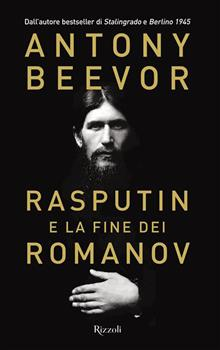 Dall'autore bestseller di Stalingrado e Berlino 1945
ANTONY
BEEVOR
RASPUTIN
E LA FINE DEI
ROMANOV
Rizzoli